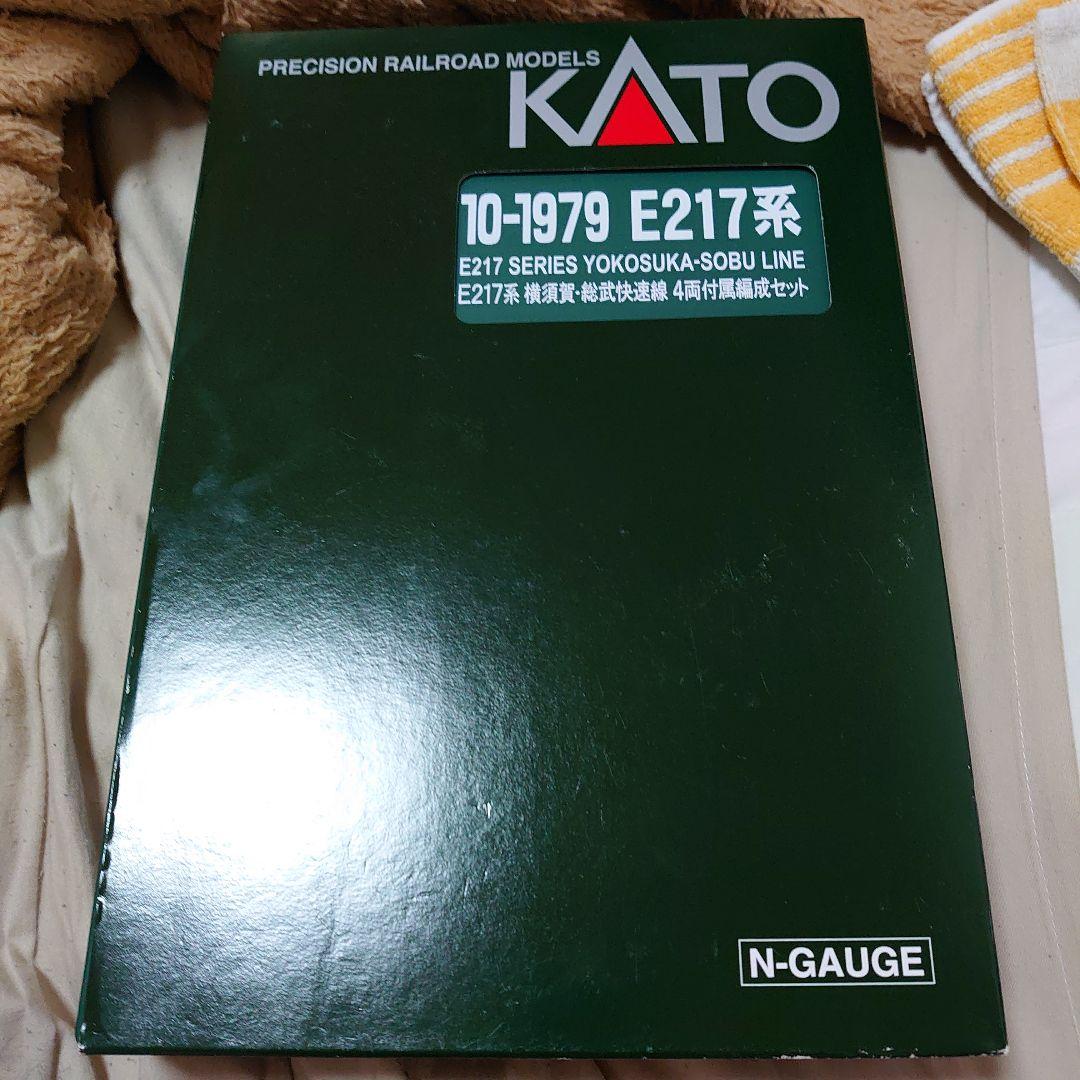 PRECISION RAILROAD MODELS
KATO
10-1979 E217系
E217 SERIES YOKOSUKA-SOBU LINE
E217系 横須賀・総武快速線 4両付属編成セット
N-GAUGE